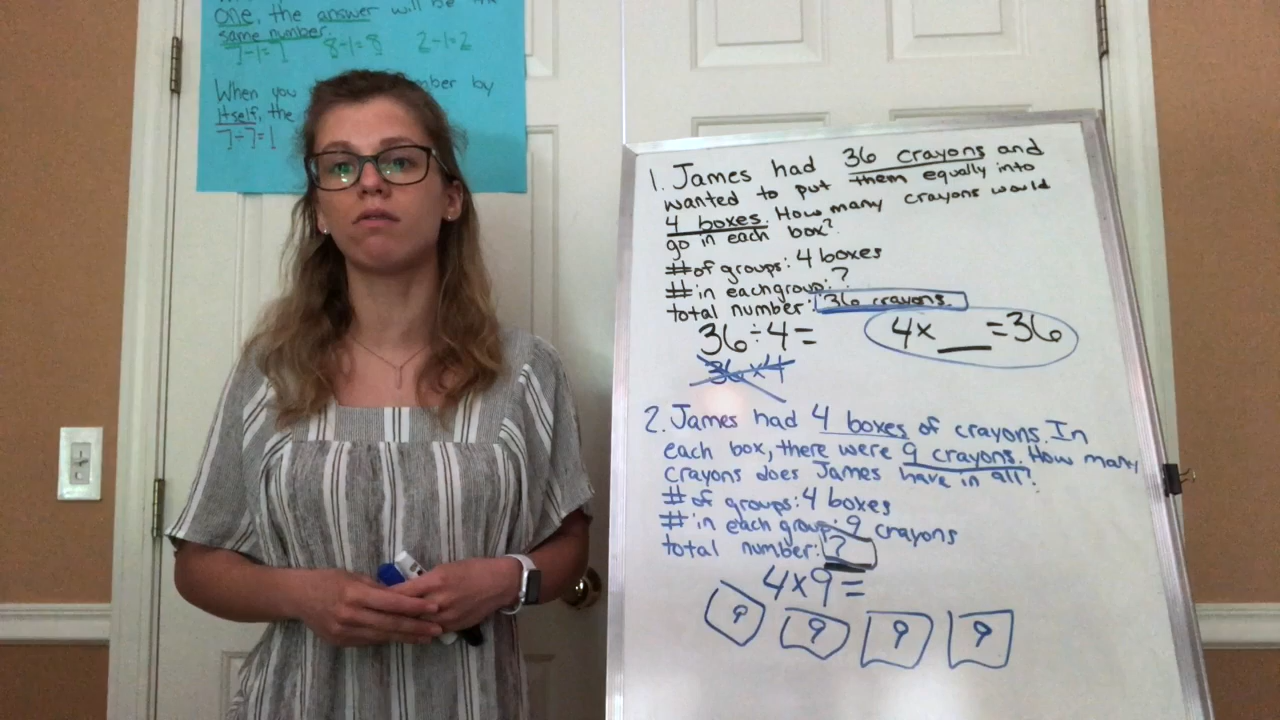 one, the answer will be the
same number.
7÷1=7 8÷1=8 2÷1=2
When you number by
itself, the
7÷7=1
1. James had 36 crayons and
wanted to put them equally into
4 boxes. How many crayons would
go in each box?
# of groups: 4 boxes
# in each group: ?
total number: 36 crayons.
36÷4=
4x __ =36
36x4
2. James had 4 boxes of crayons. In
each box, there were 9 crayons. How many
crayons does James have in all?
# of groups: 4 boxes
# in each group: 9 crayons
total number: ?
4x9=
9 9 9 9